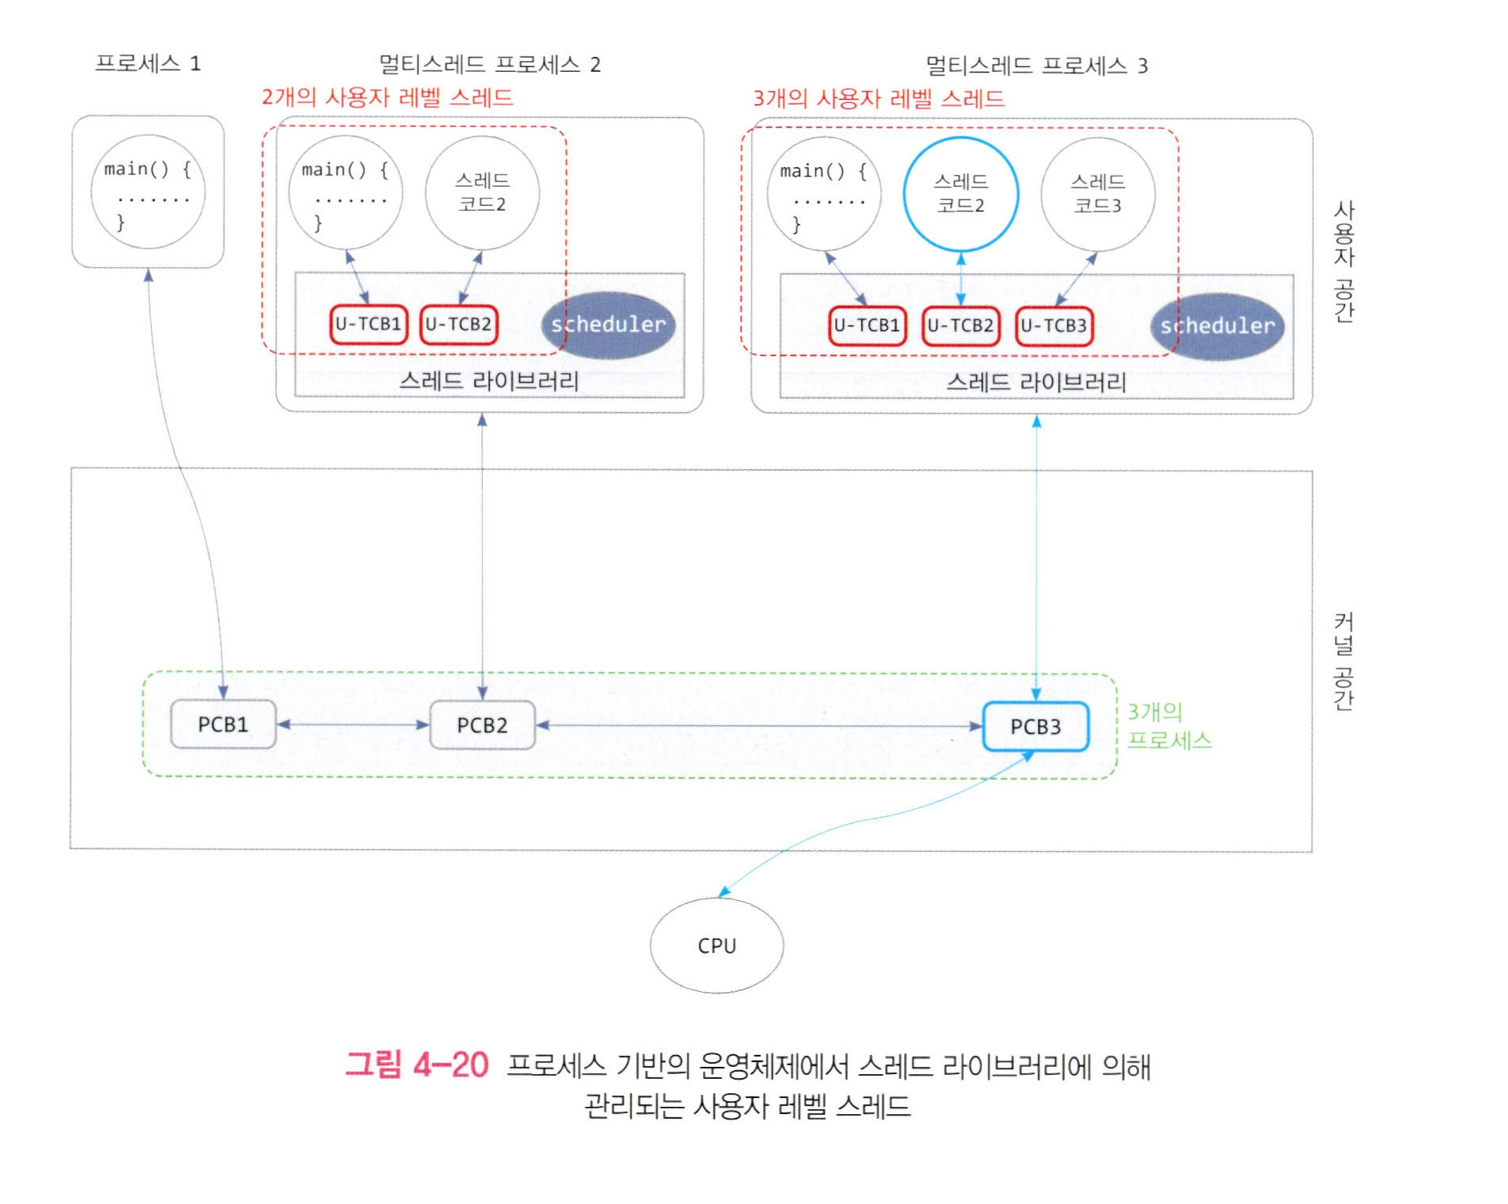 프로세스 1
멀티스레드 프로세스 2
멀티스레드 프로세스 3
2개의 사용자 레벨 스레드
3개의 사용자 레벨 스레드
main() {
.......
}
main() {
.......
}
스레드
코드2
main() {
.......
}
스레드
코드2
스레드
코드3
U-TCB1
U-TCB2
scheduler
스레드 라이브러리
U-TCB1
U-TCB2
U-TCB3
scheduler
스레드 라이브러리
사용자 공간
커널 공간
PCB1
PCB2
PCB3
3개의
프로세스
CPU
그림 4-20 프로세스 기반의 운영체제에서 스레드 라이브러리에 의해
관리되는 사용자 레벨 스레드